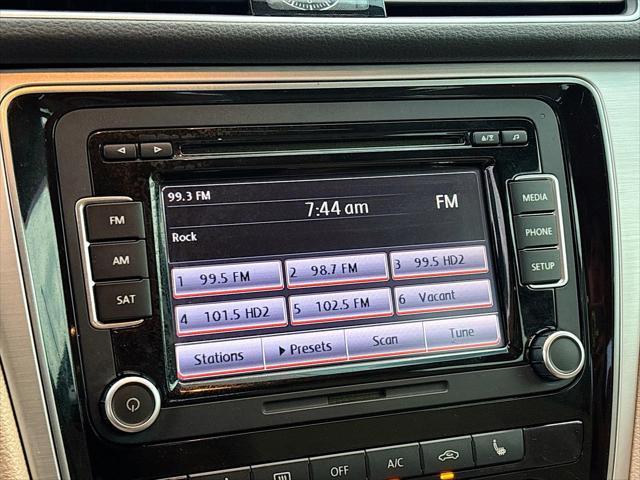 99.3 FM
7:44 am
FM
Rock
1 99.5 FM
2 98.7 FM
3 99.5 HD2
4 101.5 HD2
5 102.5 FM
6 Vacant
Stations
Presets
Scan
Tune
FM
AM
SAT
MEDIA
PHONE
SETUP
OFF
A/C